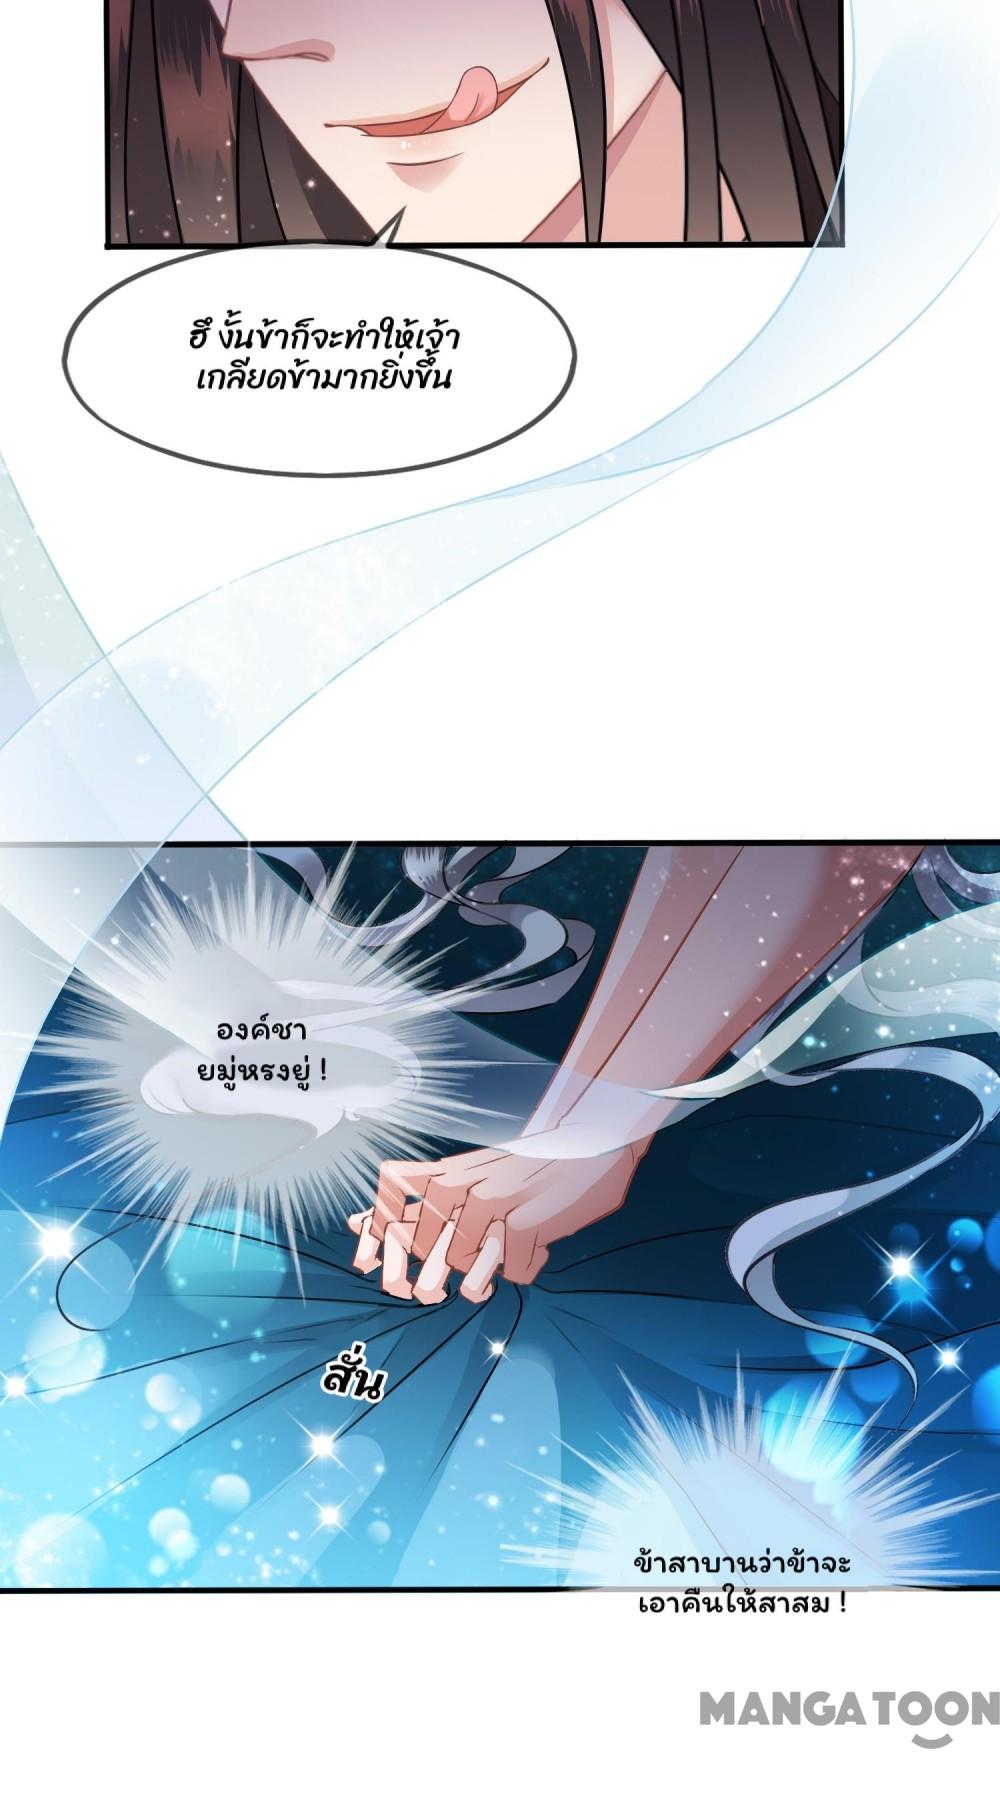 ฮึ งั้นข้าก็จะทำให้เจ้า
เกลียดข้ามากยิ่งขึ้น
องค์ชา
ยมู่หรงยู่ !
สั่น
ข้าสาบานว่าข้าจะ
เอาคืนให้สาสม !
MANGATOON